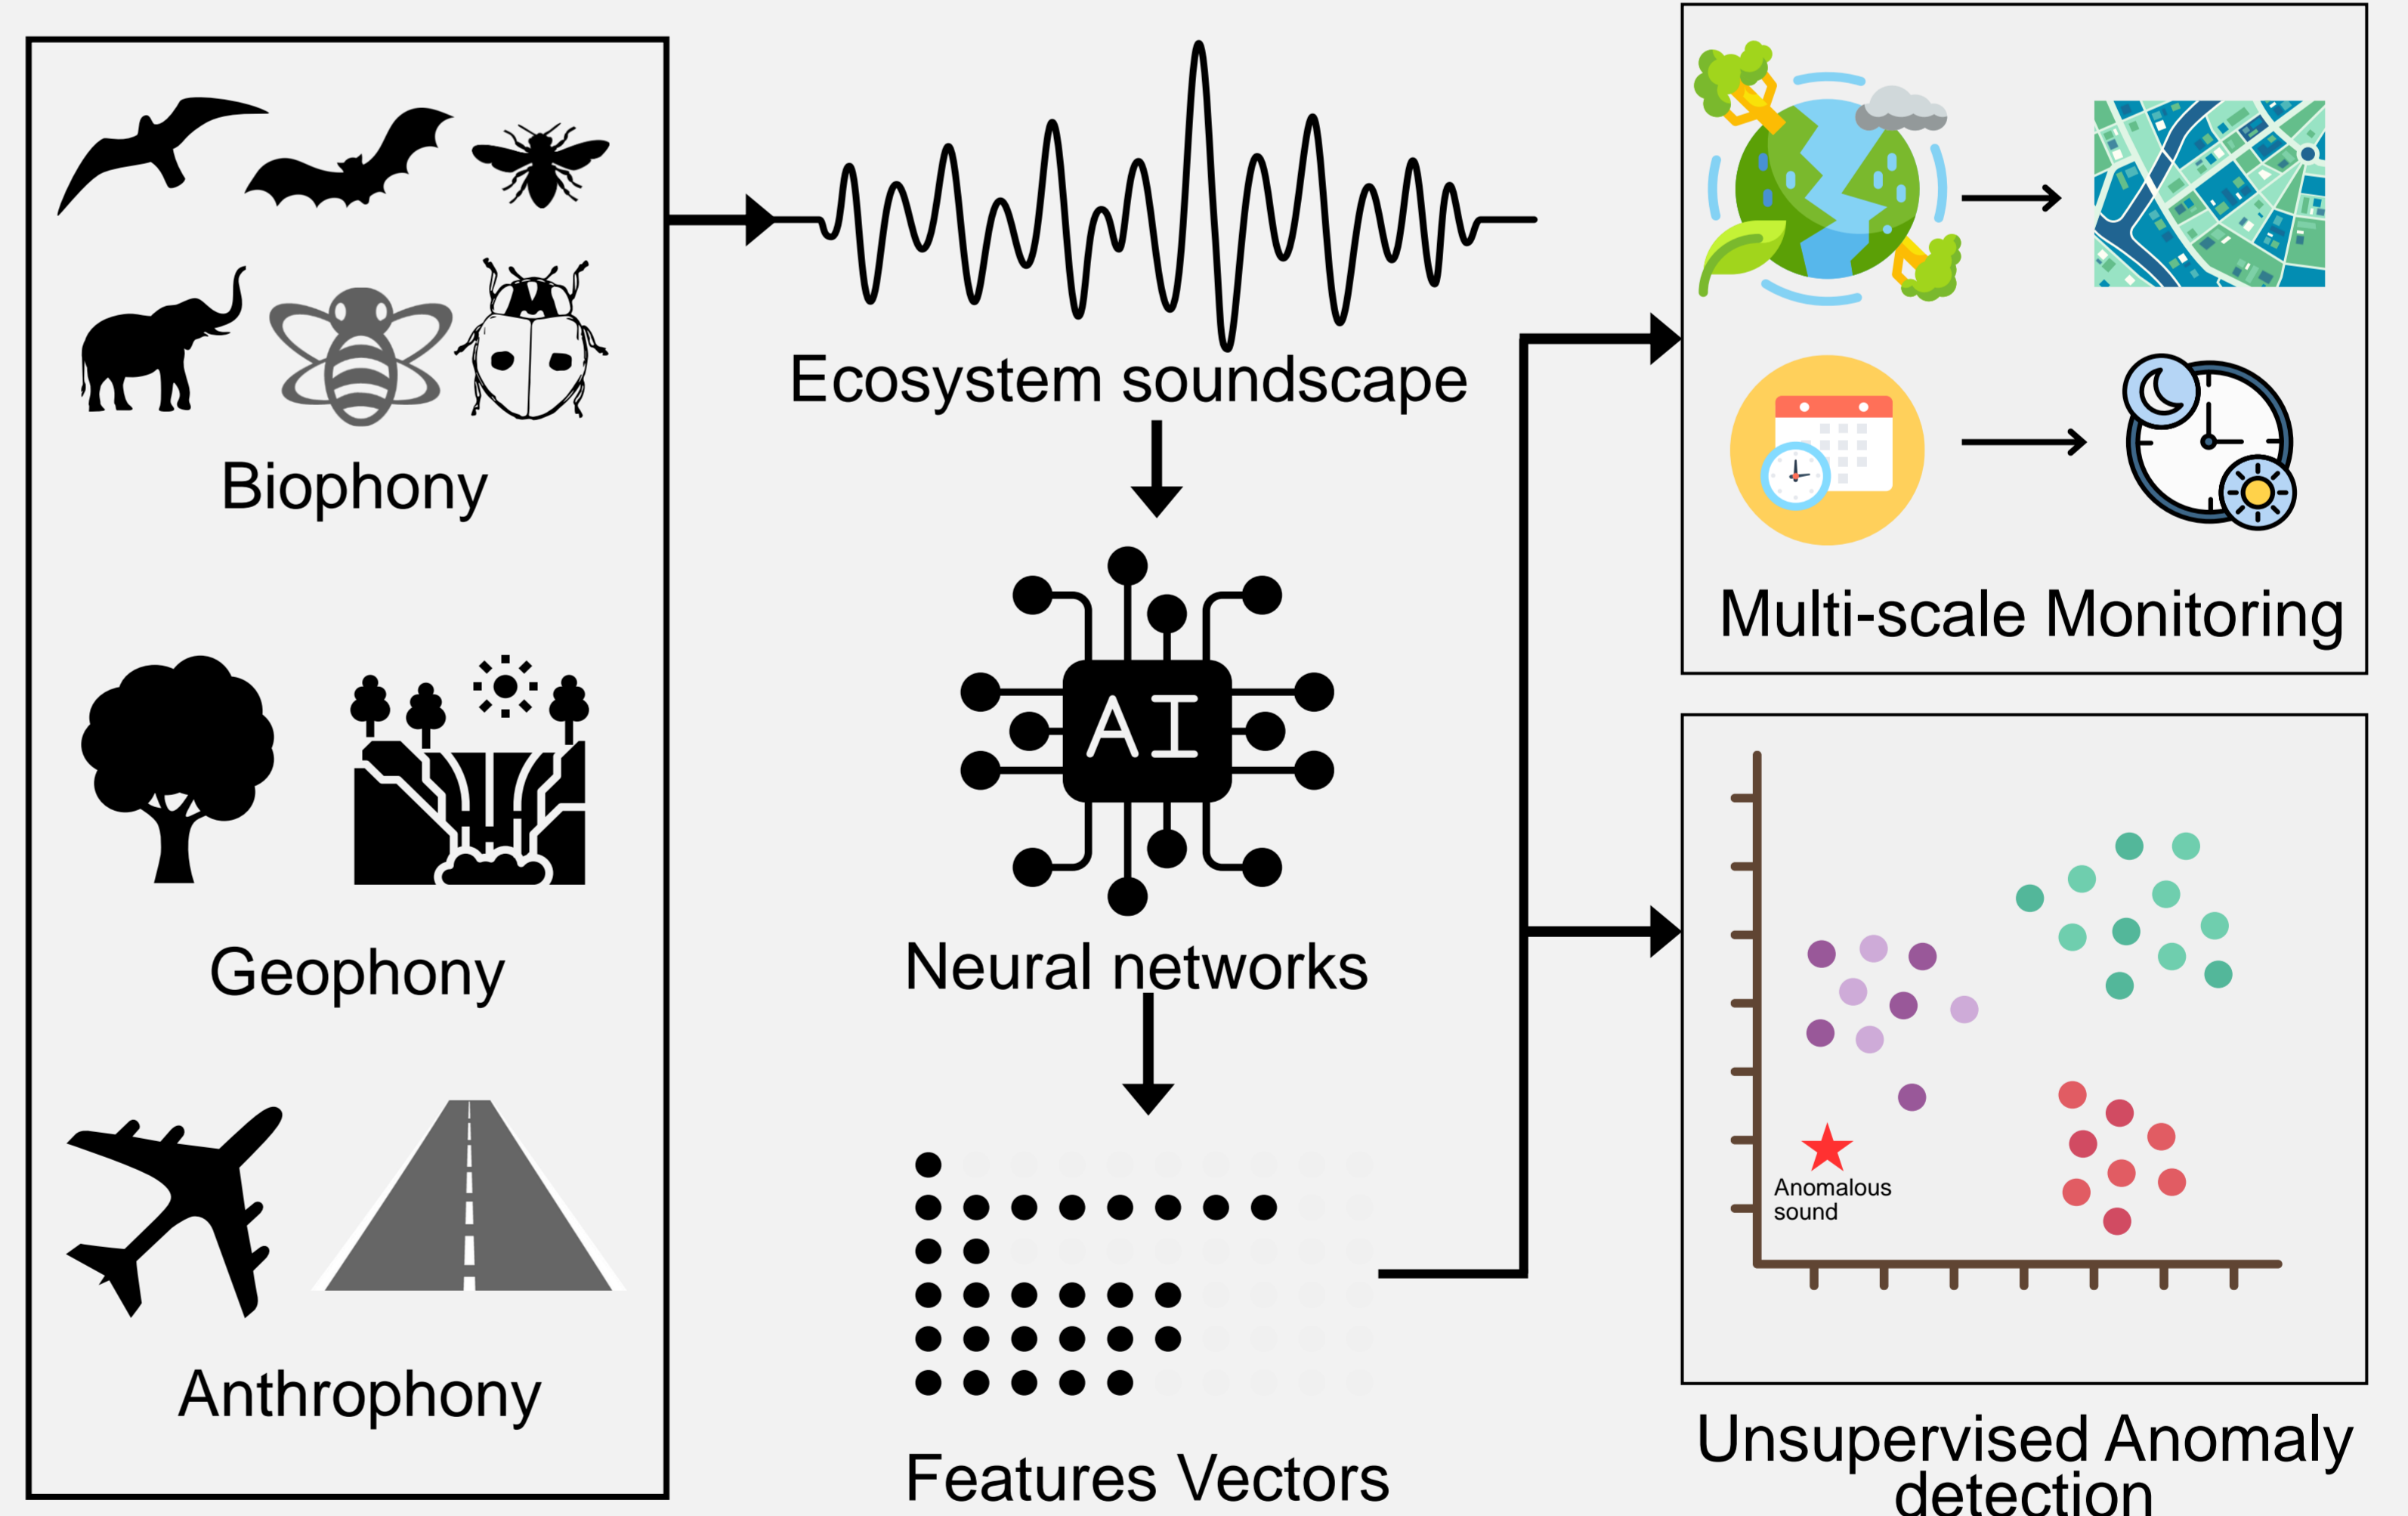 Biophony
Geophony
Anthrophony
Ecosystem soundscape
AI
Neural networks
Features Vectors
Multi-scale Monitoring
Anomalous
sound
Unsupervised Anomaly
detection